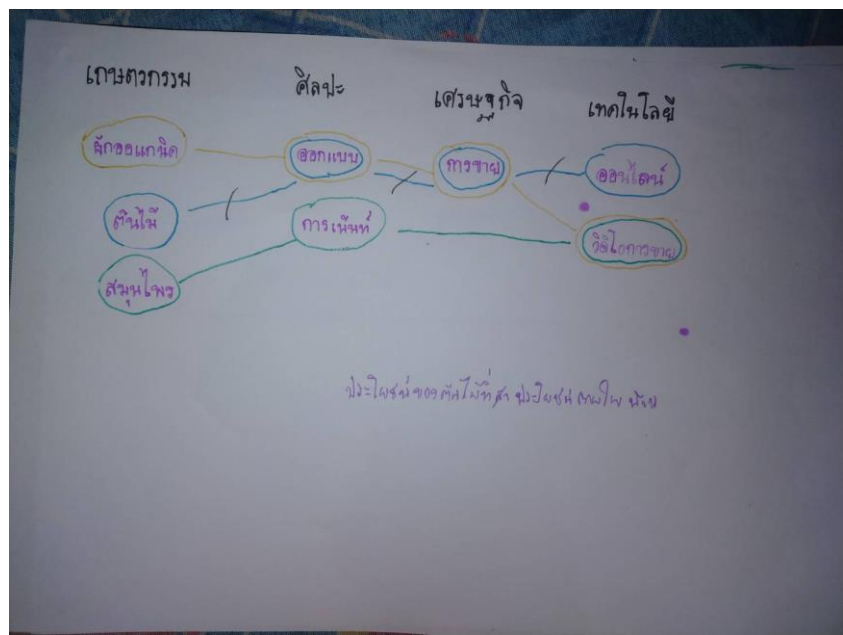 เกษตรกรรม ศิลปะ เศรษฐกิจ เทคโนโลยี
ผักออแกนิค ออกแบบ การขาย ออนไลน์
ต้นไม้ การเพ้นท์ วิดิโอการขาย
สมุนไพร
ประโยชน์ของต้นไม้ที่ ประโยชน์